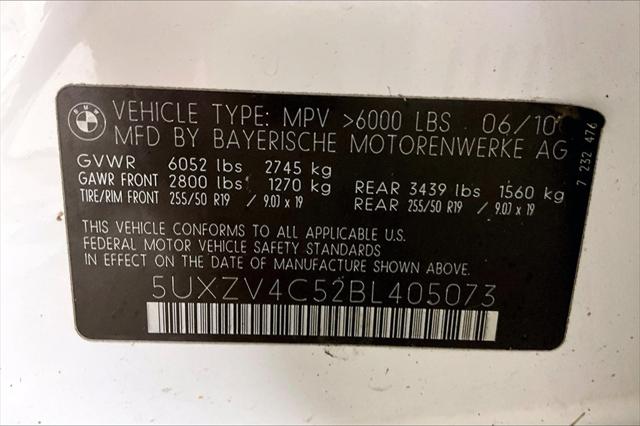 BMW
VEHICLE TYPE: MPV >6000 LBS 06/10
MFD BY BAYERISCHE MOTORENWERKE AG
GVWR 6052 lbs 2745 kg
GAWR FRONT 2800 lbs 1270 kg REAR 3439 lbs 1560 kg
TIRE/RIM FRONT 255/50 R19 / 9.0J x 19 REAR 255/50 R19 / 9.0J x 19
THIS VEHICLE CONFORMS TO ALL APPLICABLE U.S.
FEDERAL MOTOR VEHICLE SAFETY STANDARDS
IN EFFECT ON THE DATE OF MANUFACTURE SHOWN ABOVE.
5UXZV4C52BL405073
7 232 476